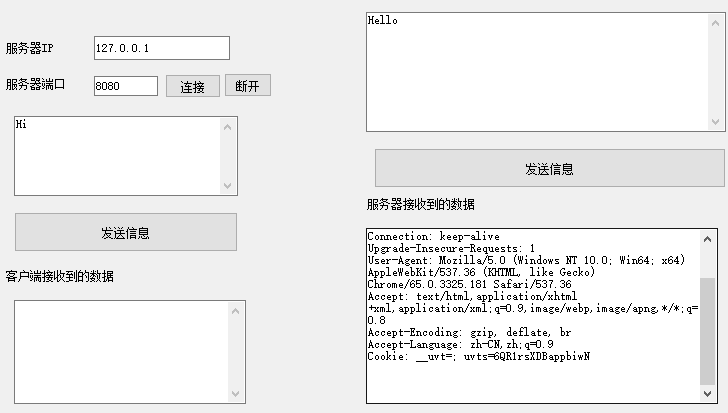 服务器IP
127.0.0.1
服务器端口
8080
连接
断开
Hi
发送信息
客户端接收到的数据
Hello
发送信息
服务器接收到的数据
Connection: keep-alive
Upgrade-Insecure-Requests: 1
User-Agent: Mozilla/5.0 (Windows NT 10.0; Win64; x64)
AppleWebKit/537.36 (KHTML, like Gecko)
Chrome/65.0.3325.181 Safari/537.36
Accept: text/html,application/xhtml
+xml,application/xml;q=0.9,image/webp,image/apng,*/*;q=
0.8
Accept-Encoding: gzip, deflate, br
Accept-Language: zh-CN,zh;q=0.9
Cookie: __uvt=; uvts=6QR1rsXDBappbiwN